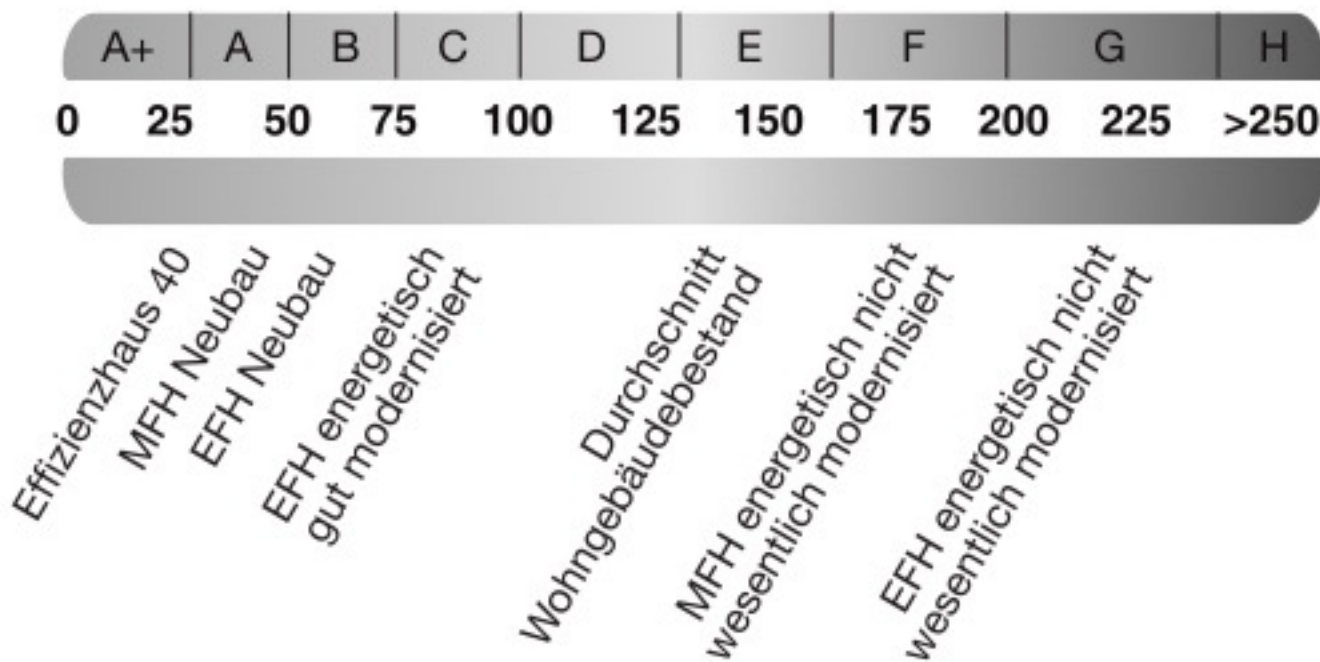 A+ A B C D E F G H
0 25 50 75 100 125 150 175 200 225 >250
Effizienzhaus 40
MFH Neubau
EFH Neubau
EFH energetisch
gut modernisiert
Durchschnitt
Wohngebäudebestand
MFH energetisch nicht
wesentlich modernisiert
EFH energetisch nicht
wesentlich modernisiert